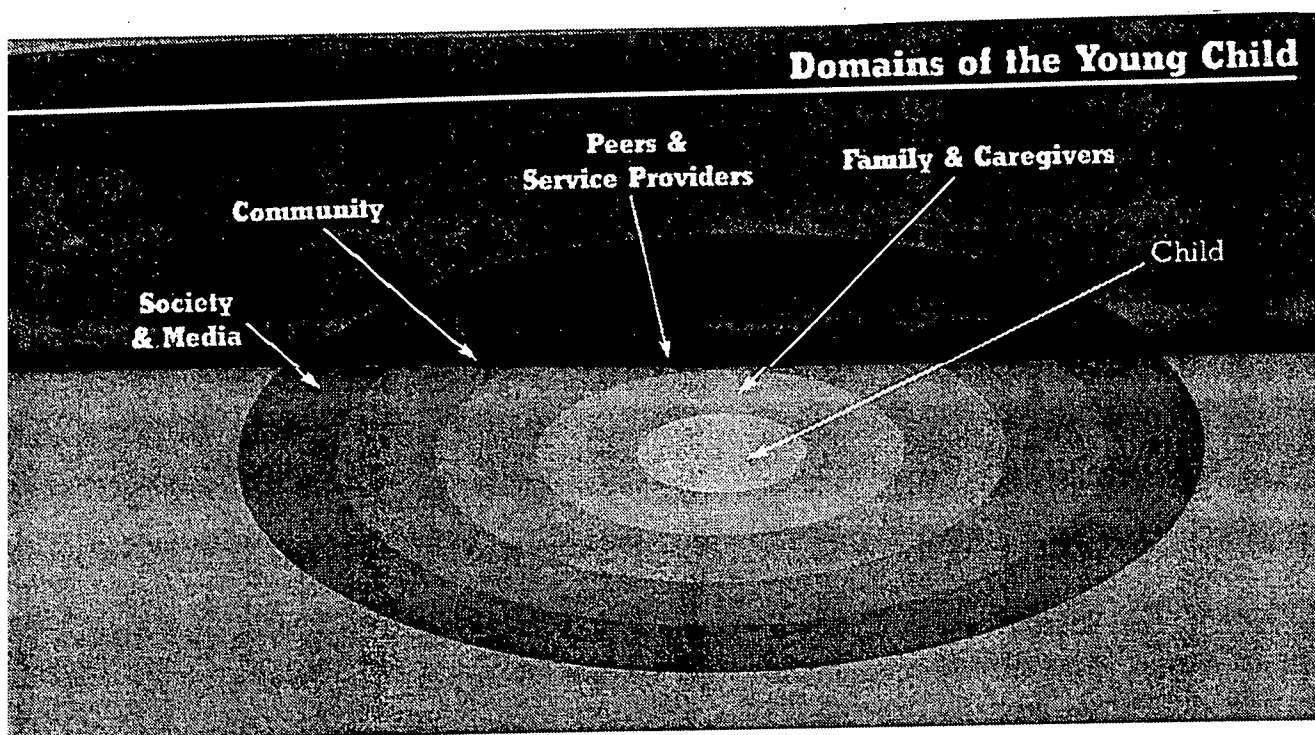 Domains of the Young Child
Peers &
Service Providers
Family & Caregivers
Community
Child
Society
& Media